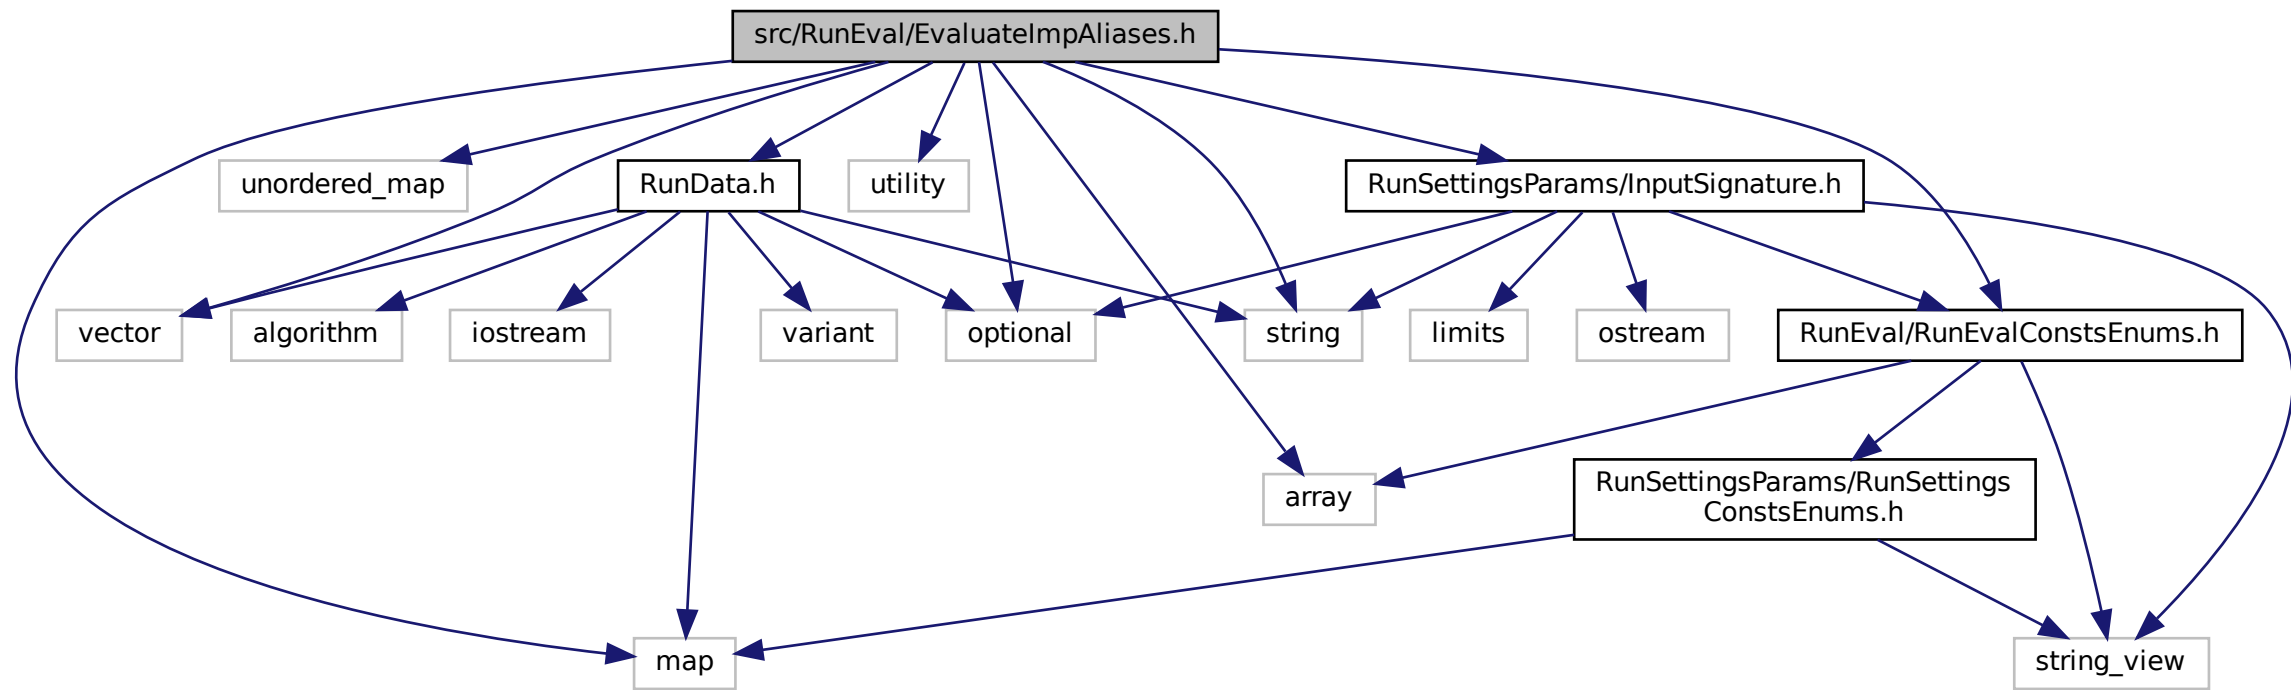 src/RunEval/EvaluateImpAliases.h
unordered_map
RunData.h
utility
RunSettingsParams/InputSignature.h
vector
algorithm
iostream
variant
optional
string
limits
ostream
RunEval/RunEvalConstsEnums.h
array
RunSettingsParams/RunSettings
ConstsEnums.h
map
string_view